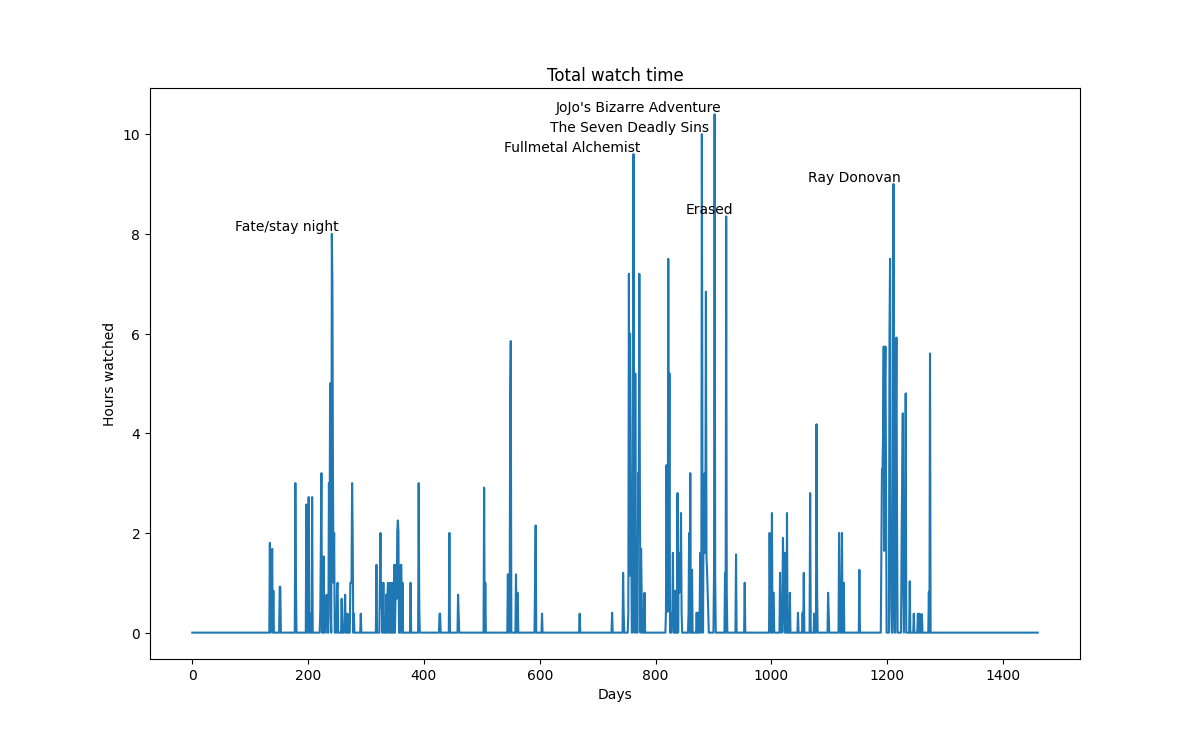 Total watch time
JoJo's Bizarre Adventure
The Seven Deadly Sins
Fullmetal Alchemist
Ray Donovan
Erased
Fate/stay night
10
8
6
4
2
0
Hours watched
0 200 400 600 800 1000 1200 1400
Days